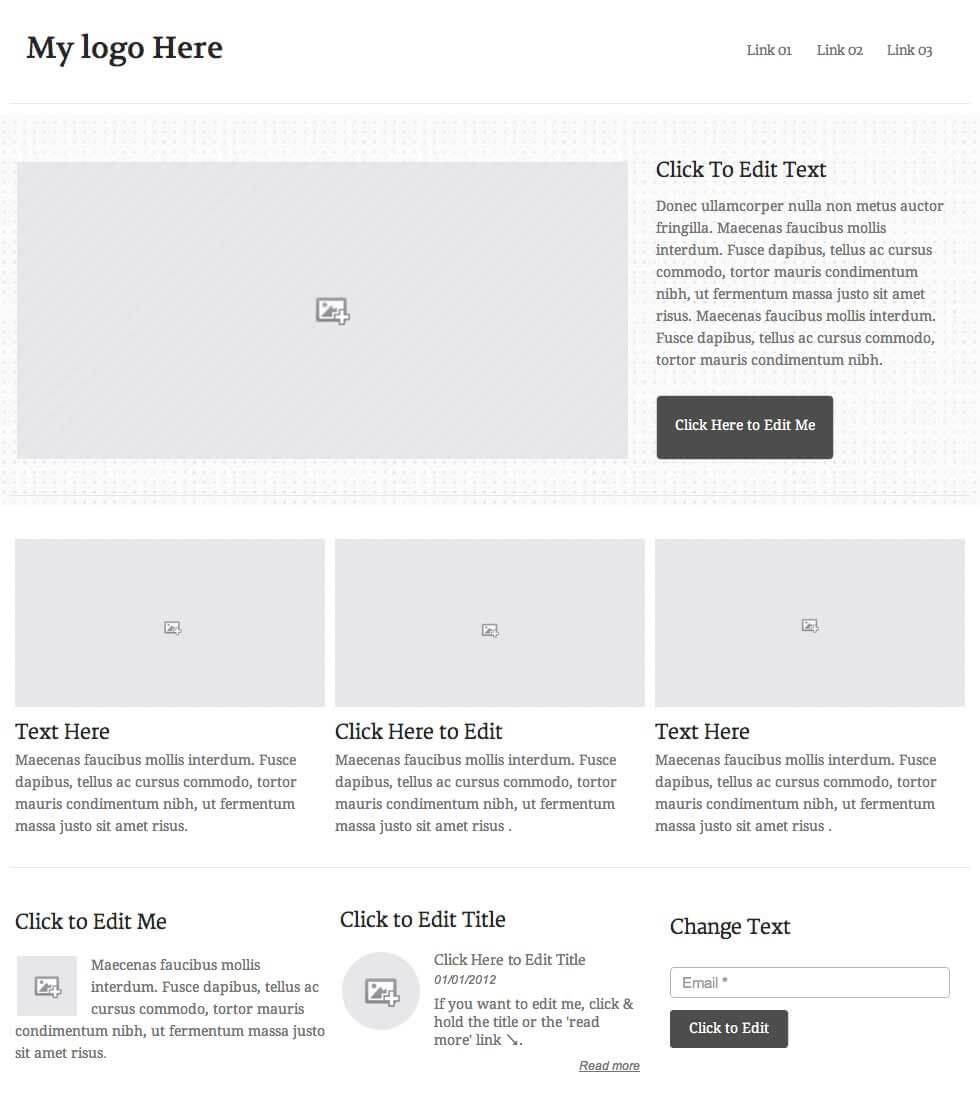 My logo Here
Link 01 Link 02 Link 03
Click To Edit Text
Donec ullamcorper nulla non metus auctor
fringilla. Maecenas faucibus mollis
interdum. Fusce dapibus, tellus ac cursus
commodo, tortor mauris condimentum
nibh, ut fermentum massa justo sit amet
risus. Maecenas faucibus mollis interdum.
Fusce dapibus, tellus ac cursus commodo,
tortor mauris condimentum nibh.
Click Here to Edit Me
Text Here
Maecenas faucibus mollis interdum. Fusce
dapibus, tellus ac cursus commodo, tortor
mauris condimentum nibh, ut fermentum
massa justo sit amet risus.
Click Here to Edit
Maecenas faucibus mollis interdum. Fusce
dapibus, tellus ac cursus commodo, tortor
mauris condimentum nibh, ut fermentum
massa justo sit amet risus .
Text Here
Maecenas faucibus mollis interdum. Fusce
dapibus, tellus ac cursus commodo, tortor
mauris condimentum nibh, ut fermentum
massa justo sit amet risus .
Click to Edit Me
Maecenas faucibus mollis
interdum. Fusce dapibus, tellus ac
cursus commodo, tortor mauris
condimentum nibh, ut fermentum massa justo
sit amet risus.
Click to Edit Title
Click Here to Edit Title
01/01/2012
If you want to edit me, click &
hold the title or the 'read
more' link ↘.
Read more
Change Text
Email *
Click to Edit